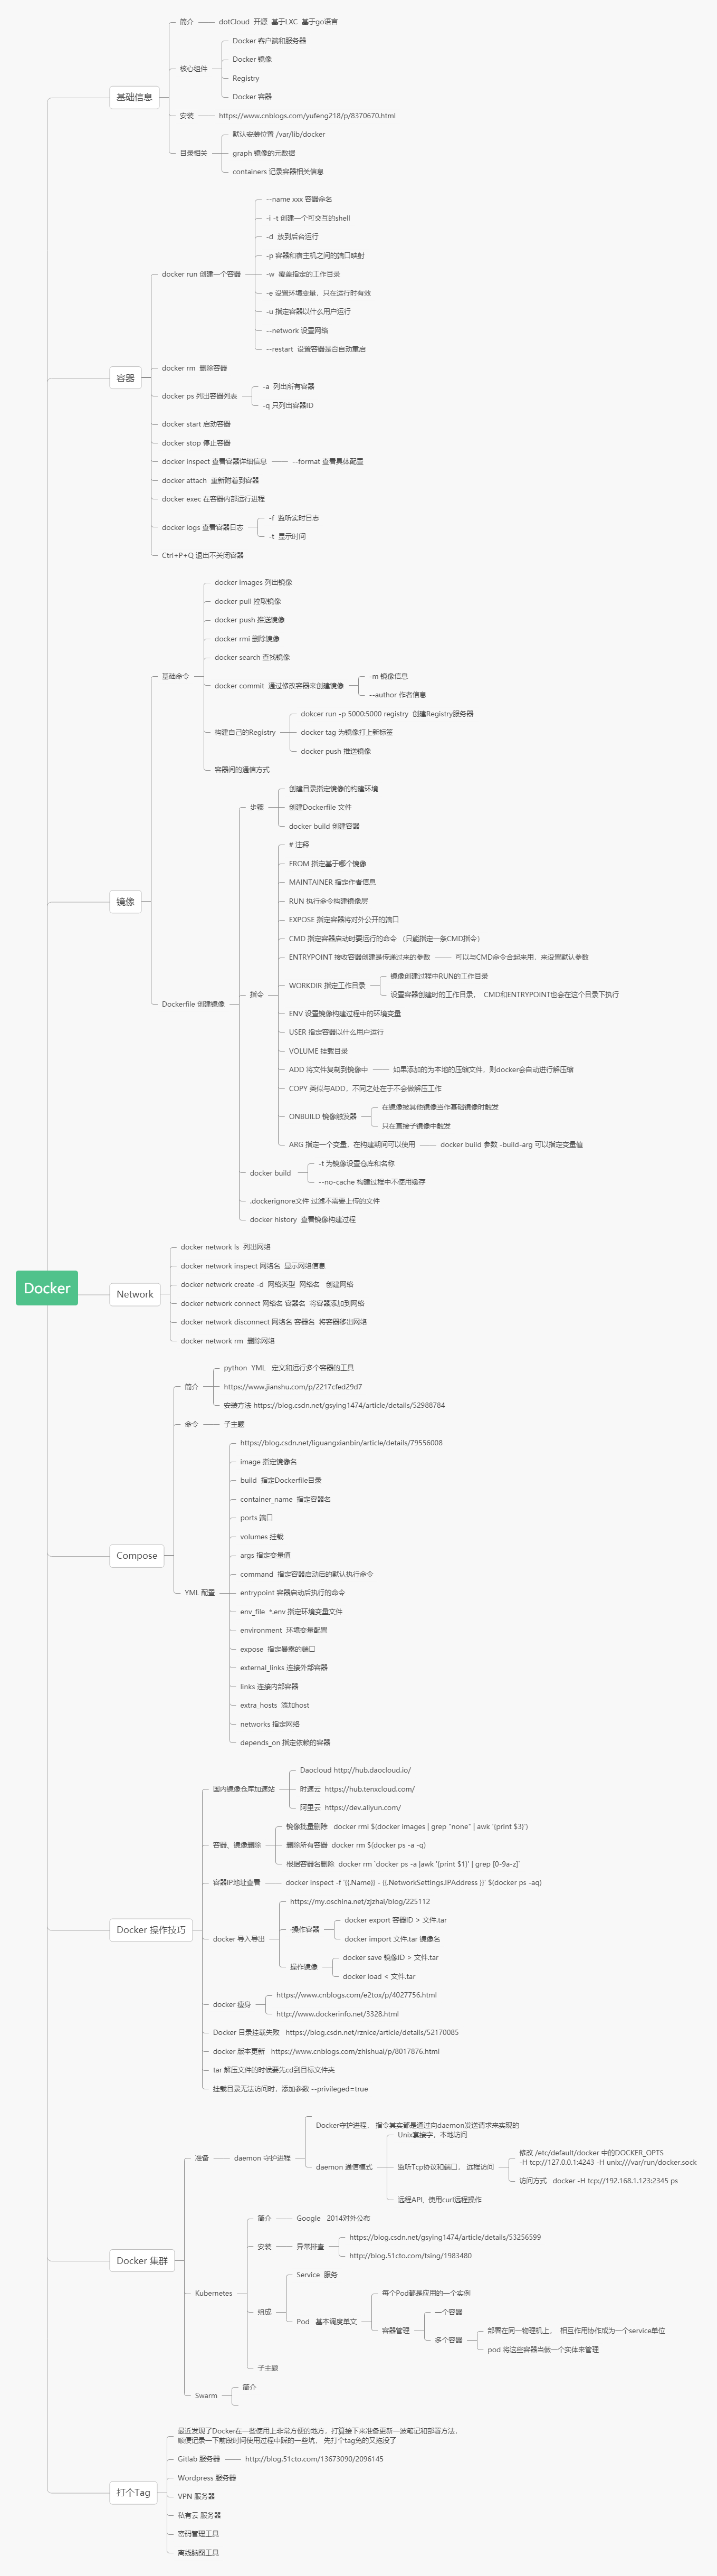 Docker
基础信息
简介
dotCloud 开源 基于LXC 基于go语言
核心组件
Docker 客户端和服务器
Docker 镜像
Registry
Docker 容器
安装
https://www.cnblogs.com/yufeng218/p/8370670.html
目录相关
默认安装位置 /var/lib/docker
graph 镜像的元数据
containers 记录容器相关信息
容器
docker run 创建一个容器
--name xxx 容器命名
-i -t 创建一个可交互的shell
-d 放到后台运行
-p 容器和宿主机之间的端口映射
-w 覆盖指定的工作目录
-e 设置环境变量，只在运行时有效
-u 指定容器以什么用户运行
--network 设置网络
--restart 设置容器是否自动重启
docker rm 删除容器
docker ps 列出容器列表
-a 列出所有容器
-q 只列出容器ID
docker start 启动容器
docker stop 停止容器
docker inspect 查看容器详细信息
--format 查看具体配置
docker attach 重新附着到容器
docker exec 在容器内部运行进程
docker logs 查看容器日志
-f 监听实时日志
-t 显示时间
Ctrl+P+Q 退出不关闭容器
镜像
基础命令
docker images 列出镜像
docker pull 拉取镜像
docker push 推送镜像
docker rmi 删除镜像
docker search 查找镜像
docker commit 通过修改容器来创建镜像
-m 镜像信息
--author 作者信息
构建自己的Registry
dokcer run -p 5000:5000 registry 创建Registry服务器
docker tag 为镜像打上新标签
docker push 推送镜像
容器间的通信方式
Dockerfile 创建镜像
步骤
创建目录指定镜像的构建环境
创建Dockerfile 文件
docker build 创建容器
指令
# 注释
FROM 指定基于哪个镜像
MAINTAINER 指定作者信息
RUN 执行命令构建镜像层
EXPOSE 指定容器将对外公开的端口
CMD 指定容器启动时要运行的命令 （只能指定一条CMD指令）
ENTRYPOINT 接收容器创建是传递过来的参数
可以与CMD命令合起来用，来设置默认参数
WORKDIR 指定工作目录
镜像创建过程中RUN的工作目录
设置容器创建时的工作目录， CMD和ENTRYPOINT也会在这个目录下执行
ENV 设置镜像构建过程中的环境变量
USER 指定容器以什么用户运行
VOLUME 挂载目录
ADD 将文件复制到镜像中
如果添加的为本地的压缩文件，则docker会自动进行解压缩
COPY 类似与ADD，不同之处在于不会做解压工作
ONBUILD 镜像触发器
在镜像被其他镜像当作基础镜像时触发
只在直接子镜像中触发
ARG 指定一个变量，在构建期间可以使用
docker build 参数 -build-arg 可以指定变量值
docker build
-t 为镜像设置仓库和名称
--no-cache 构建过程中不使用缓存
.dockerignore文件 过滤不需要上传的文件
docker history 查看镜像构建过程
Network
docker network ls 列出网络
docker network inspect 网络名 显示网络信息
docker network create -d 网络类型 网络名 创建网络
docker network connect 网络名 容器名 将容器添加到网络
docker network disconnect 网络名 容器名 将容器移出网络
docker network rm 删除网络
Compose
简介
python YML 定义和运行多个容器的工具
https://www.jianshu.com/p/2217cfed29d7
安装方法 https://blog.csdn.net/gsying1474/article/details/52988784
命令
子主题
YML 配置
https://blog.csdn.net/liguangxianbin/article/details/79556008
image 指定镜像名
build 指定Dockerfile目录
container_name 指定容器名
ports 端口
volumes 挂载
args 指定变量值
command 指定容器启动后的默认执行命令
entrypoint 容器启动后执行的命令
env_file *.env 指定环境变量文件
environment 环境变量配置
expose 指定暴露的端口
external_links 连接外部容器
links 连接内部容器
extra_hosts 添加host
networks 指定网络
depends_on 指定依赖的容器
Docker 操作技巧
国内镜像仓库加速站
Daocloud http://hub.daocloud.io/
时速云 https://hub.tenxcloud.com/
阿里云 https://dev.aliyun.com/
容器，镜像删除
镜像批量删除 docker rmi $(docker images | grep "none" | awk '{print $3}')
删除所有容器 docker rm $(docker ps -a -q)
根据容器名删除 docker rm `docker ps -a |awk '{print $1}' | grep [0-9a-z]`
容器IP地址查看
docker inspect -f '{{.Name}} - {{.NetworkSettings.IPAddress }}' $(docker ps -aq)
docker 导入导出
https://my.oschina.net/zjzhai/blog/225112
-操作容器
docker export 容器ID > 文件.tar
docker import 文件.tar 镜像名
操作镜像
docker save 镜像ID > 文件.tar
docker load < 文件.tar
docker 瘦身
https://www.cnblogs.com/e2tox/p/4027756.html
http://www.dockerinfo.net/3328.html
Docker 目录挂载失败 https://blog.csdn.net/rznice/article/details/52170085
docker 版本更新 https://www.cnblogs.com/zhishuai/p/8017876.html
tar 解压文件的时候要先cd到目标文件夹
挂载目录无法访问时，添加参数 --privileged=true
Docker 集群
准备
daemon 守护进程
Docker守护进程， 指令其实都是通过向daemon发送请求来实现的
daemon 通信模式
Unix套接字，本地访问
监听Tcp协议和端口， 远程访问
修改 /etc/default/docker 中的DOCKER_OPTS
-H tcp://127.0.0.1:4243 -H unix:///var/run/docker.sock
访问方式 docker -H tcp://192.168.1.123:2345 ps
远程API, 使用curl远程操作
Kubernetes
简介
Google 2014对外公布
安装
异常排查
https://blog.csdn.net/gsying1474/article/details/53256599
http://blog.51cto.com/tsing/1983480
组成
Service 服务
Pod 基本调度单文
每个Pod都是应用的一个实例
容器管理
一个容器
多个容器
部署在同一物理机上， 相互作用协作成为一个service单位
pod 将这些容器当做一个实体来管理
子主题
Swarm
简介
打个Tag
最近发现了Docker在一些使用上非常方便的地方，打算接下来准备更新一波笔记和部署方法，
顺便记录一下前段时间使用过程中踩的一些坑， 先打个tag免的又拖没了
Gitlab 服务器
http://blog.51cto.com/13673090/2096145
Wordpress 服务器
VPN 服务器
私有云 服务器
密码管理工具
离线脑图工具